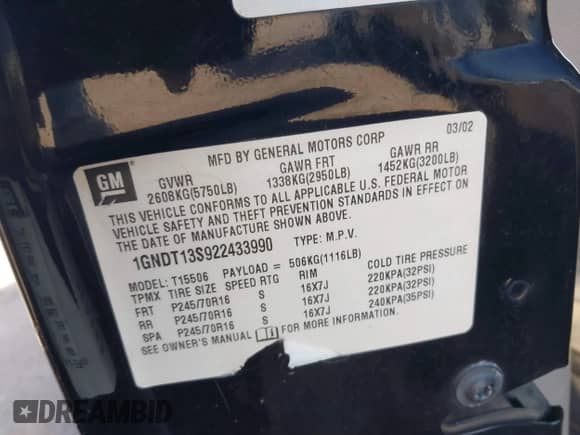 MFD BY GENERAL MOTORS CORP 03/02
GM
GVWR GAWR FRT GAWR RR
2608KG(5750LB) 1338KG(2950LB) 1452KG(3200LB)
THIS VEHICLE CONFORMS TO ALL APPLICABLE U.S. FEDERAL MOTOR
VEHICLE SAFETY AND THEFT PREVENTION STANDARDS IN EFFECT ON
THE DATE OF MANUFACTURE SHOWN ABOVE.
1GNDT13S922433990 TYPE: M.P.V.
MODEL: T15506 PAYLOAD = 506KG(1116LB)
TPMX TIRE SIZE SPEED RTG RIM COLD TIRE PRESSURE
FRT P245/70R16 S 16X7J 220KPA(32PSI)
RR P245/70R16 S 16X7J 220KPA(32PSI)
SPA P245/70R16 S 16X7J 240KPA(35PSI)
SEE OWNER'S MANUAL FOR MORE INFORMATION.
DREAMBID